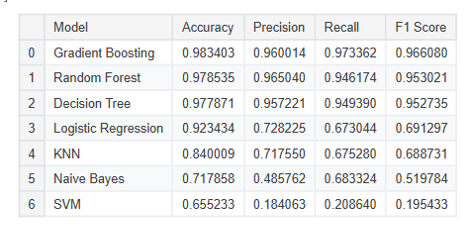 Model Accuracy Precision Recall F1 Score
0 Gradient Boosting 0.983403 0.960014 0.973362 0.966080
1 Random Forest 0.978535 0.965040 0.946174 0.953021
2 Decision Tree 0.977871 0.957221 0.949390 0.952735
3 Logistic Regression 0.923434 0.728225 0.673044 0.691297
4 KNN 0.840009 0.717550 0.675280 0.688731
5 Naive Bayes 0.717858 0.485762 0.683324 0.519784
6 SVM 0.655233 0.184063 0.208640 0.195433